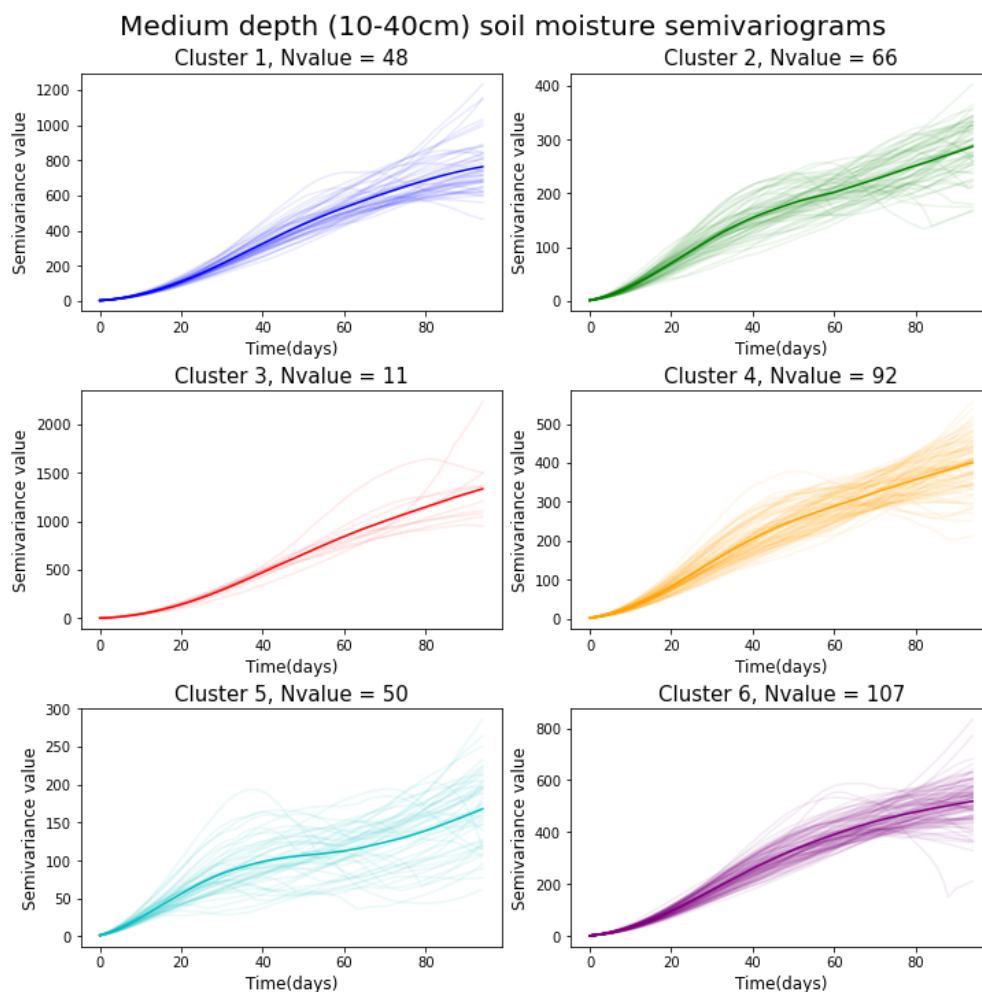 Medium depth (10-40cm) soil moisture semivariograms
Cluster 1, Nvalue = 48
Semivariance value
1200
1000
800
600
400
200
0
0 20 40 60 80
Time(days)
Cluster 2, Nvalue = 66
Semivariance value
400
300
200
100
0
0 20 40 60 80
Time(days)
Cluster 3, Nvalue = 11
Semivariance value
2000
1500
1000
500
0
0 20 40 60 80
Time(days)
Cluster 4, Nvalue = 92
Semivariance value
500
400
300
200
100
0
0 20 40 60 80
Time(days)
Cluster 5, Nvalue = 50
Semivariance value
300
250
200
150
100
50
0
0 20 40 60 80
Time(days)
Cluster 6, Nvalue = 107
Semivariance value
800
600
400
200
0
0 20 40 60 80
Time(days)